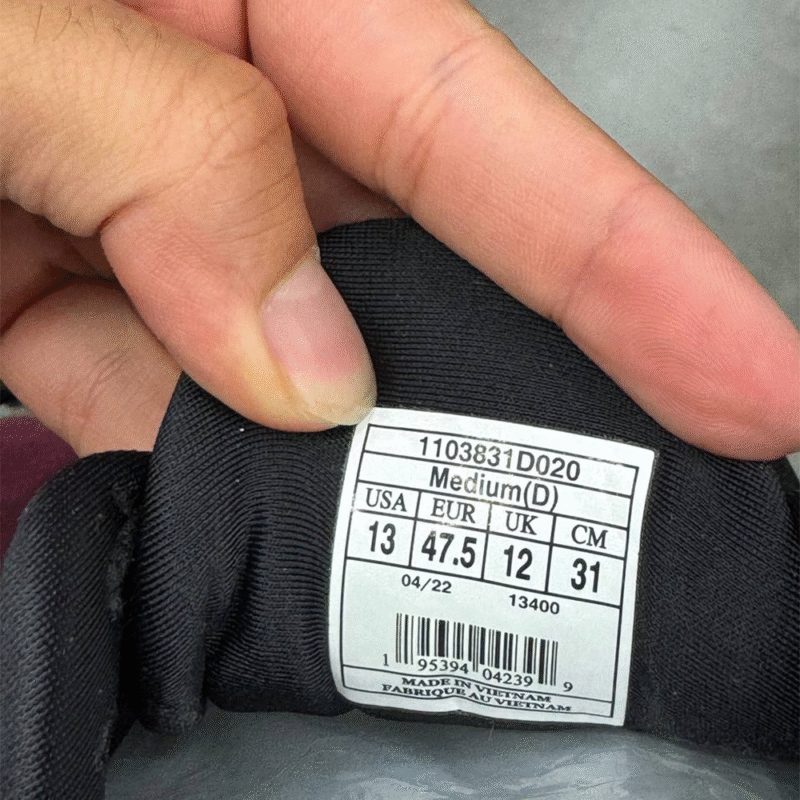 1103831D020
Medium(D)
USA EUR UK CM
13 47.5 12 31
04/22 13400
1 95394 04239 9
MADE IN VIETNAM
FABRIQUE AU VIETNAM